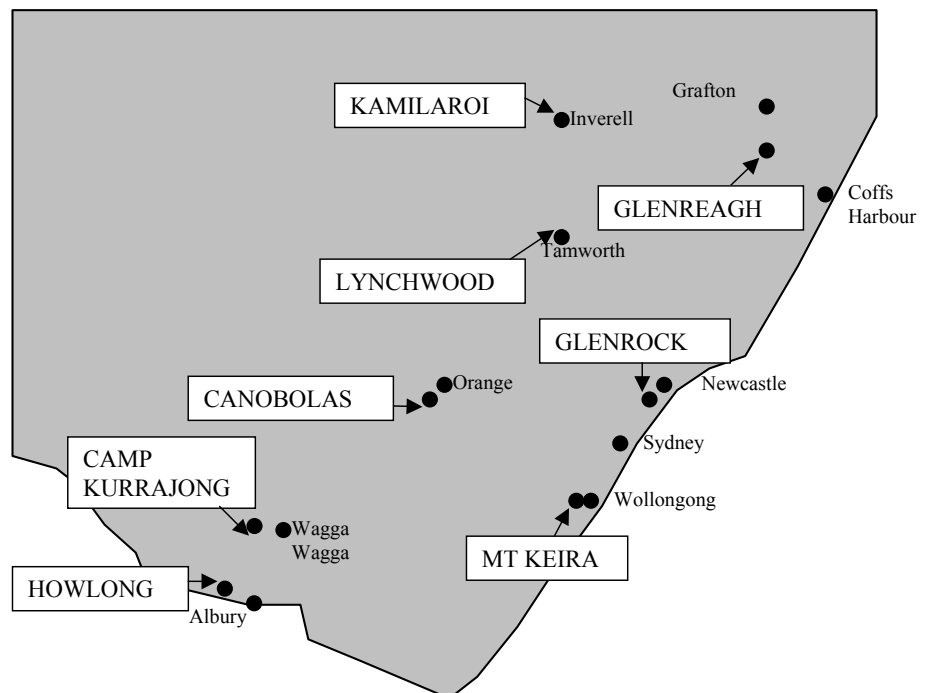 KAMILAROI
Grafton
Inverell
GLENREAGH
Coffs
Harbour
Tamworth
LYNCHWOOD
GLENROCK
Orange
Newcastle
CANOBOLAS
Sydney
CAMP
KURRAJONG
Wollongong
Wagga
Wagga
MT KEIRA
HOWLONG
Albury